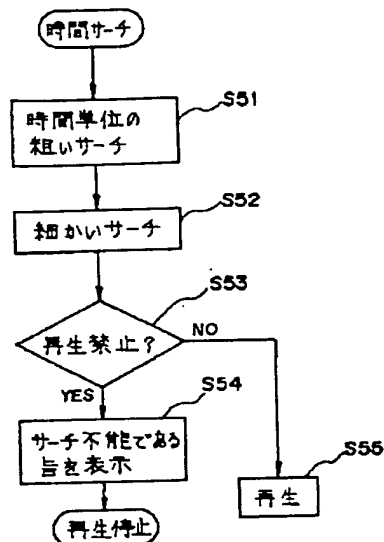 時間サーチ
S51
時間単位の
粗いサーチ
S52
細かいサーチ
S53
再生禁止?
NO
YES
S54
サーチ不能である
旨を表示
S55
再生
再生停止